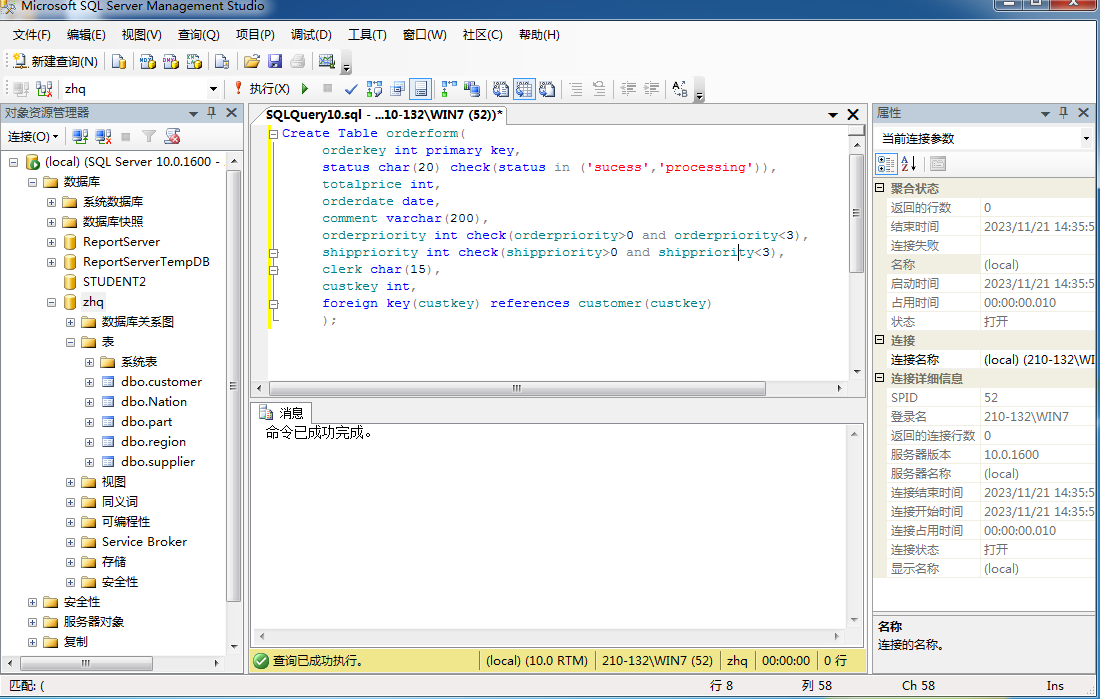 Microsoft SQL Server Management Studio
文件(F) 编辑(E) 视图(V) 查询(Q) 项目(P) 调试(D) 工具(T) 窗口(W) 社区(C) 帮助(H)
新建查询(N)
zhq 执行(X)
对象资源管理器
连接(O)
(local) (SQL Server 10.0.1600 -
数据库
系统数据库
数据库快照
ReportServer
ReportServerTempDB
STUDENT2
zhq
数据库关系图
表
系统表
dbo.customer
dbo.Nation
dbo.part
dbo.region
dbo.supplier
视图
同义词
可编程性
Service Broker
存储
安全性
安全性
服务器对象
复制
SQLQuery10.sql - ...10-132\WIN7 (52))*
Create Table orderform(
orderkey int primary key,
status char(20) check(status in ('sucess','processing')),
totalprice int,
orderdate date,
comment varchar(200),
orderpriority int check(orderpriority>0 and orderpriority<3),
shippriority int check(shippriority>0 and shippriority<3),
clerk char(15),
custkey int,
foreign key(custkey) references customer(custkey)
);
消息
命令已成功完成。
查询已成功执行。 (local) (10.0 RTM) 210-132\WIN7 (52) zhq 00:00:00 0 行
属性
当前连接参数
聚合状态
返回的行数 0
结束时间 2023/11/21 14:35:5
连接失败
名称 (local)
启动时间 2023/11/21 14:35:5
占用时间 00:00:00.010
状态 打开
连接
连接名称 (local) (210-132\WI
连接详细信息
SPID 52
登录名 210-132\WIN7
返回的连接行数 0
服务器版本 10.0.1600
服务器名称 (local)
连接结束时间 2023/11/21 14:35:5
连接开始时间 2023/11/21 14:35:5
连接占用时间 00:00:00.010
连接状态 打开
显示名称 (local)
名称
连接的名称。
匹配: ( 行 8 列 58 Ch 58 Ins